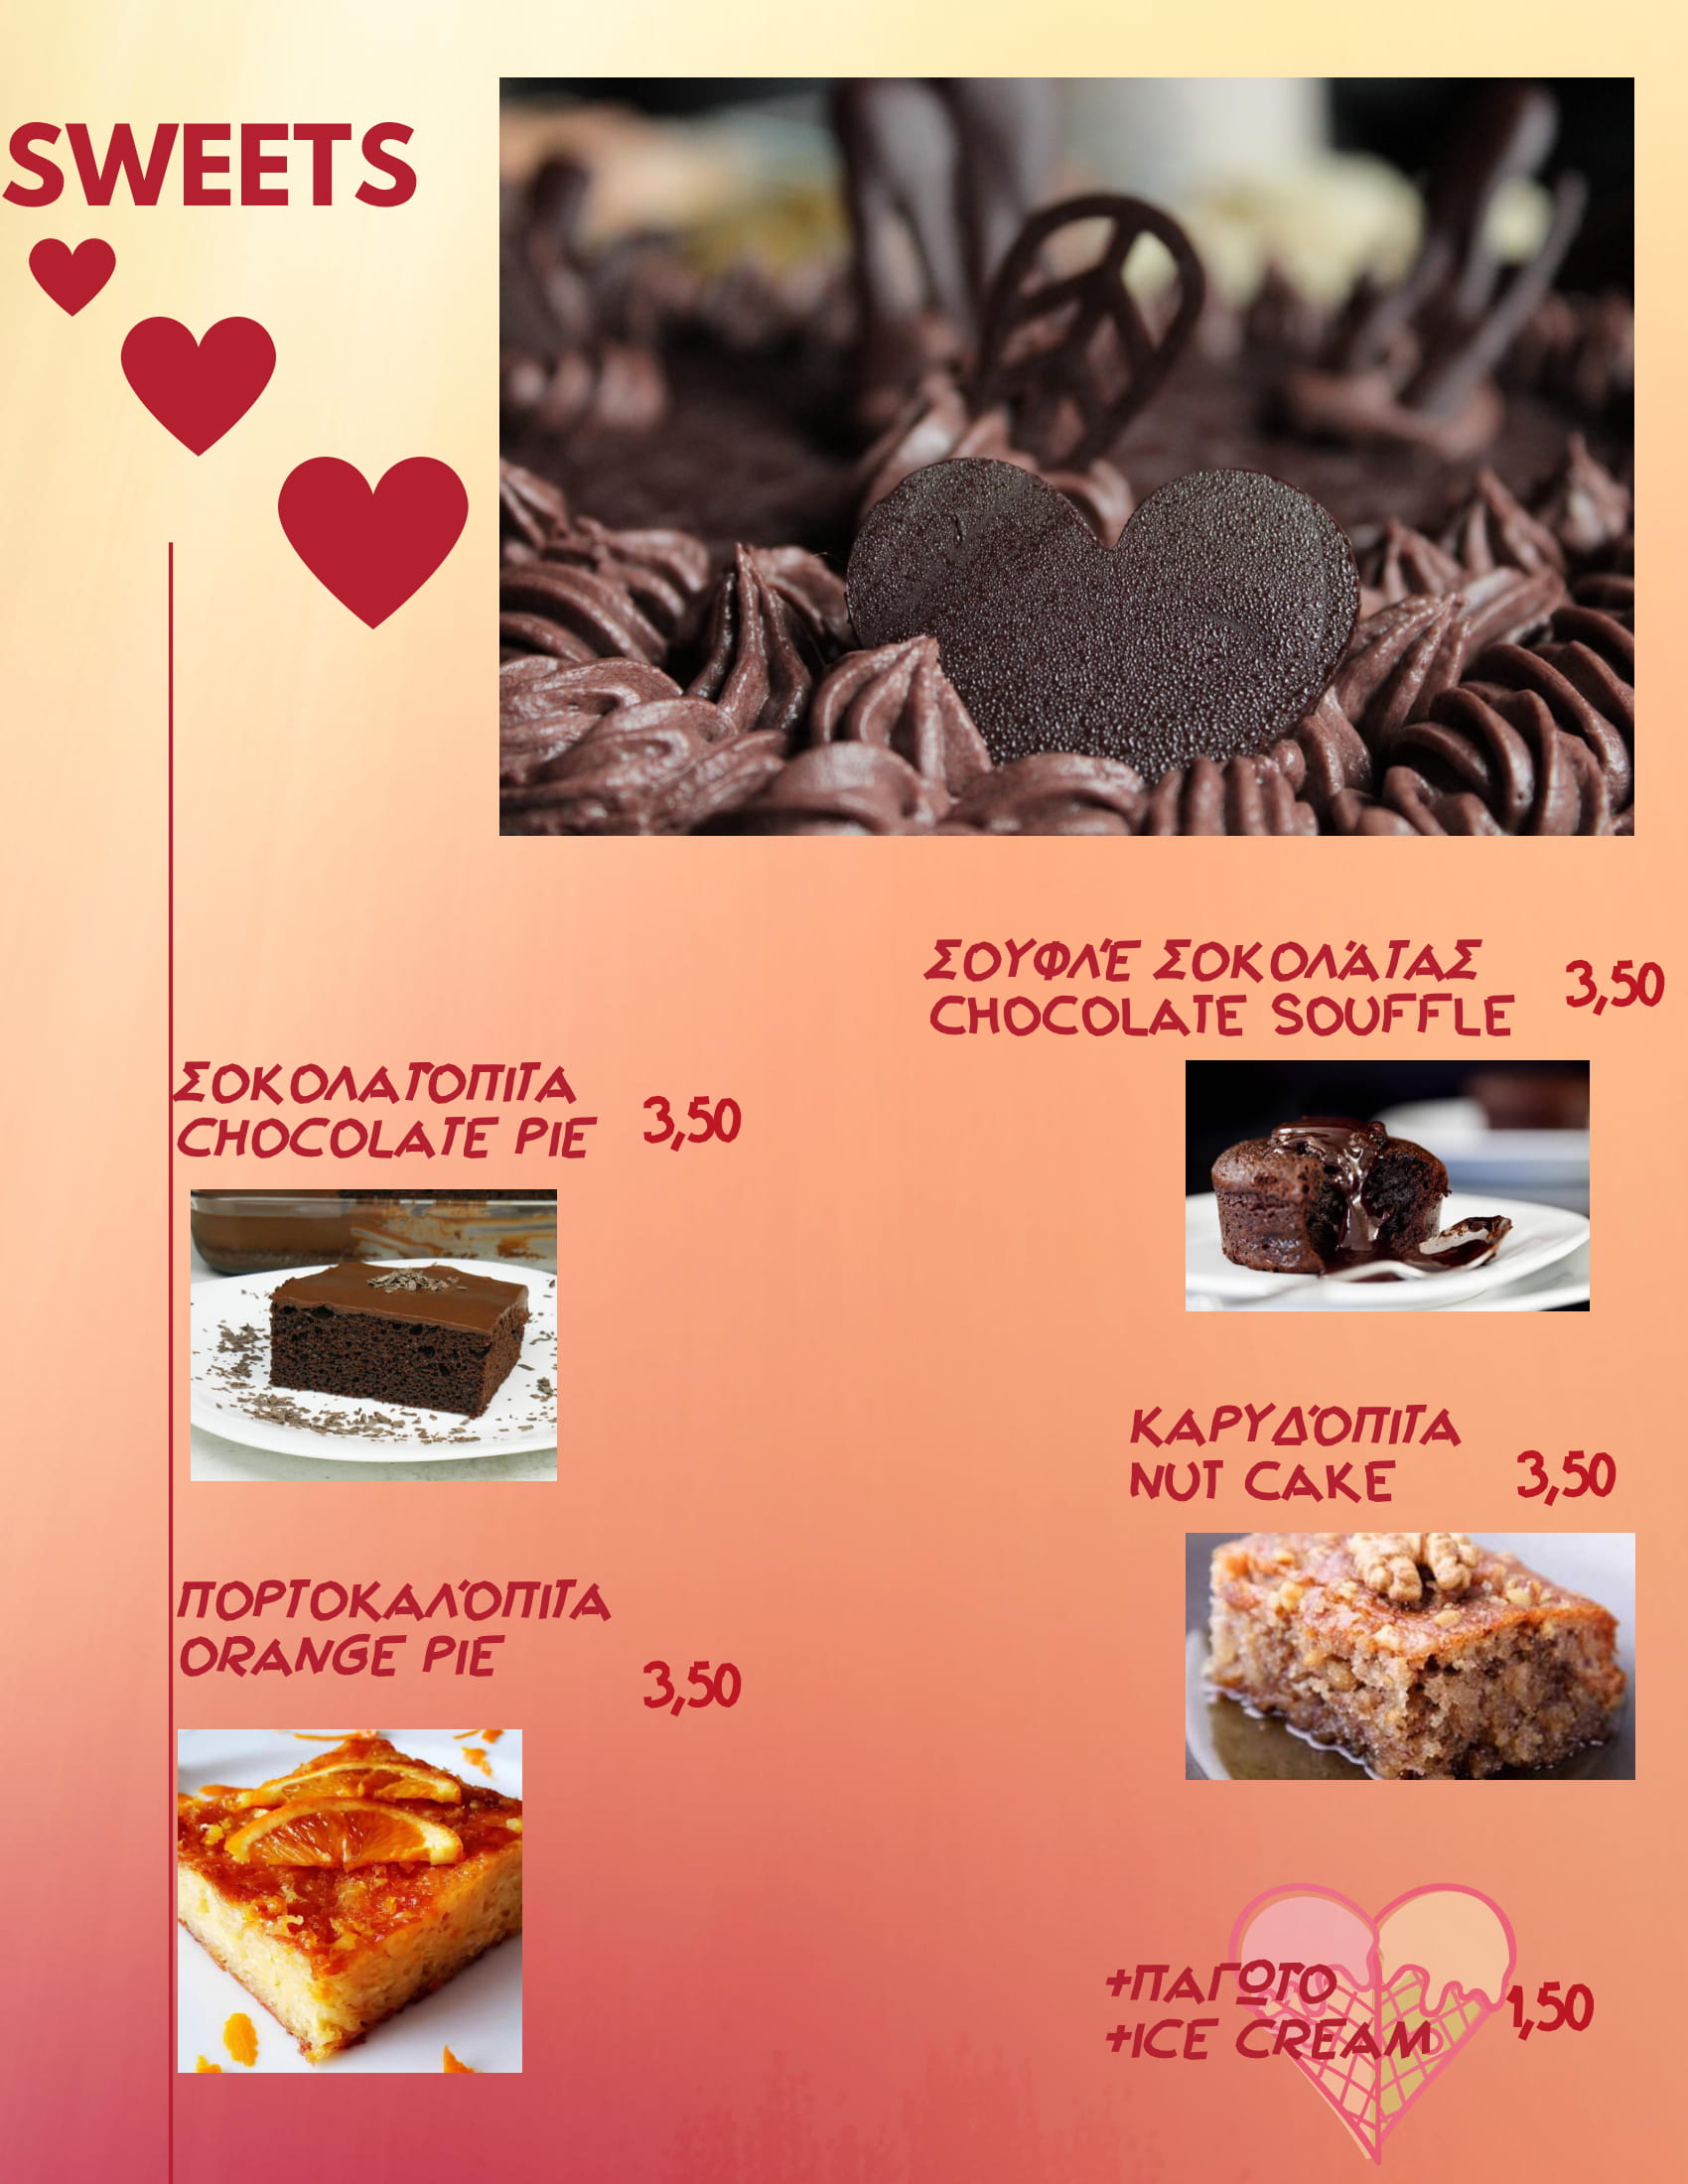 SWEETS
ΣΟΥΦΛΈ ΣΟΚΟΛΆΤΑΣ
CHOCOLATE SOUFFLE
3,50
ΣΟΚΟΛΑΤΌΠΙΤΑ
CHOCOLATE PIE
3,50
ΚΑΡΥΔΌΠΙΤΑ
NUT CAKE
3,50
ΠΟΡΤΟΚΑΛΌΠΙΤΑ
ORANGE PIE
3,50
+ΠΑΓΩΤΌ
+ICE CREAM
1,50